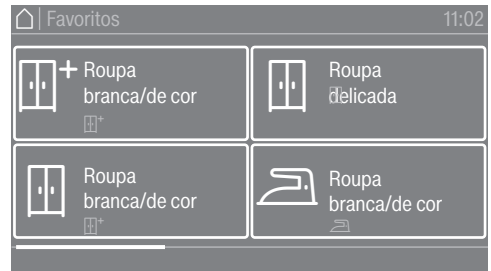 Favoritos
11:02
Roupa
branca/de cor
Roupa
delicada
Roupa
branca/de cor
Roupa
branca/de cor